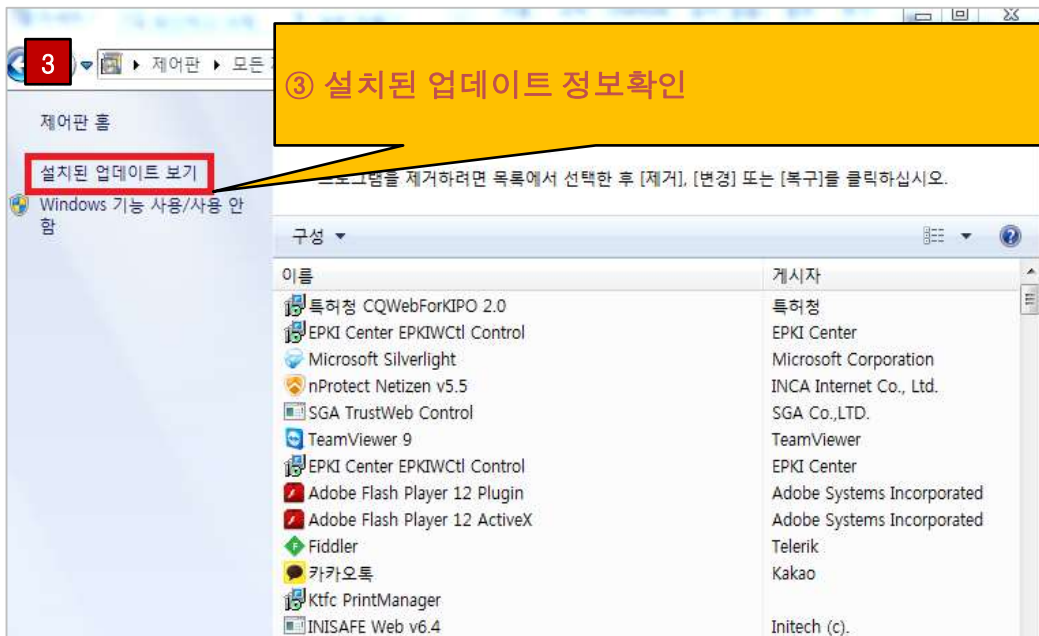 3
제어판 ▶ 모든
③ 설치된 업데이트 정보확인
제어판 홈
설치된 업데이트 보기
Windows 기능 사용/사용 안
함
프로그램을 제거하려면 목록에서 선택한 후 [제거], [변경] 또는 [복구]를 클릭하십시오.
구성
이름 게시자
특허청 CQWebForKIPO 2.0 특허청
EPKI Center EPKIWCtl Control EPKI Center
Microsoft Silverlight Microsoft Corporation
nProtect Netizen v5.5 INCA Internet Co., Ltd.
SGA TrustWeb Control SGA Co.,LTD.
TeamViewer 9 TeamViewer
EPKI Center EPKIWCtl Control EPKI Center
Adobe Flash Player 12 Plugin Adobe Systems Incorporated
Adobe Flash Player 12 ActiveX Adobe Systems Incorporated
Fiddler Telerik
카카오톡 Kakao
Ktfc PrintManager
INISAFE Web v6.4 Initech (c).